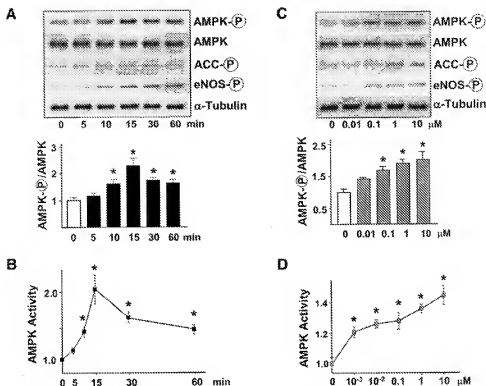 A
AMPK-Ⓟ
AMPK
ACC-Ⓟ
eNOS-Ⓟ
α-Tubulin
0 5 10 15 30 60 min
AMPK-Ⓟ/AMPK
3
2
1
* * * *
0 5 10 15 30 60 min
B
AMPK Activity
2.0
1.0
* * * *
0 5 15 30 60 min
C
AMPK-Ⓟ
AMPK
ACC-Ⓟ
eNOS-Ⓟ
α-Tubulin
0 0.01 0.1 1 10 μM
AMPK-Ⓟ/AMPK
2.5
1.5
0.5
* * *
0 0.01 0.1 1 10 μM
D
AMPK Activity
1.4
1.2
1.0
* * * * *
0 10⁻³ 10⁻² 0.1 1 10 μM